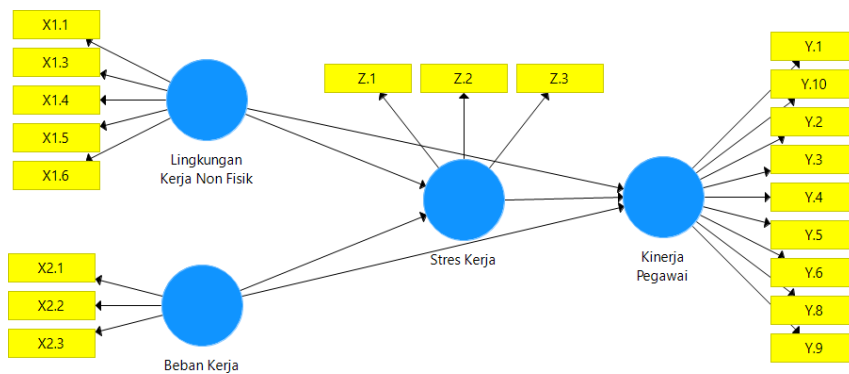 X1.1
X1.3
X1.4
X1.5
X1.6
Lingkungan
Kerja Non Fisik
X2.1
X2.2
X2.3
Beban Kerja
Z.1
Z.2
Z.3
Stres Kerja
Kinerja
Pegawai
Y.1
Y.10
Y.2
Y.3
Y.4
Y.5
Y.6
Y.8
Y.9